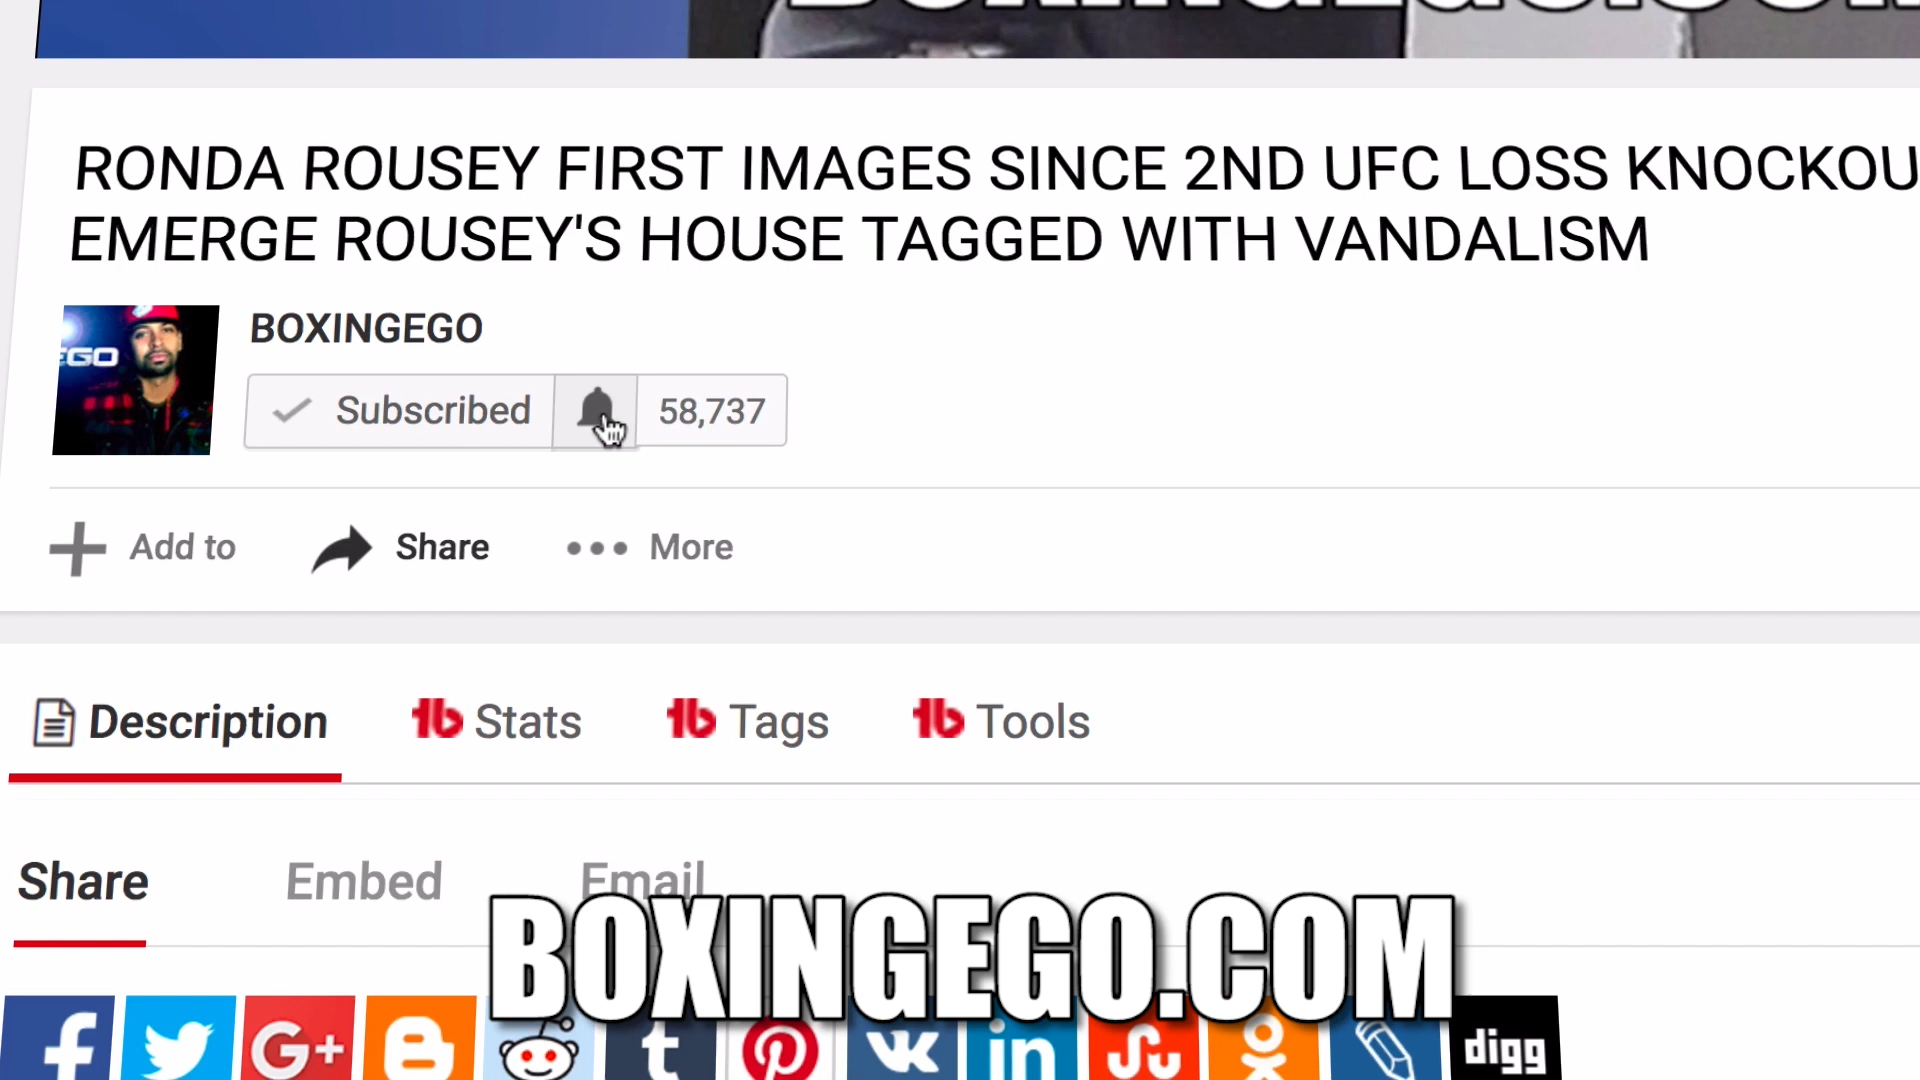 RONDA ROUSEY FIRST IMAGES SINCE 2ND UFC LOSS KNOCKOU
EMERGE ROUSEY'S HOUSE TAGGED WITH VANDALISM
EGO
BOXINGEGO
Subscribed 58,737
Add to Share More
Description Stats Tags Tools
Share Embed Email
BOXINGEGO.COM
digg